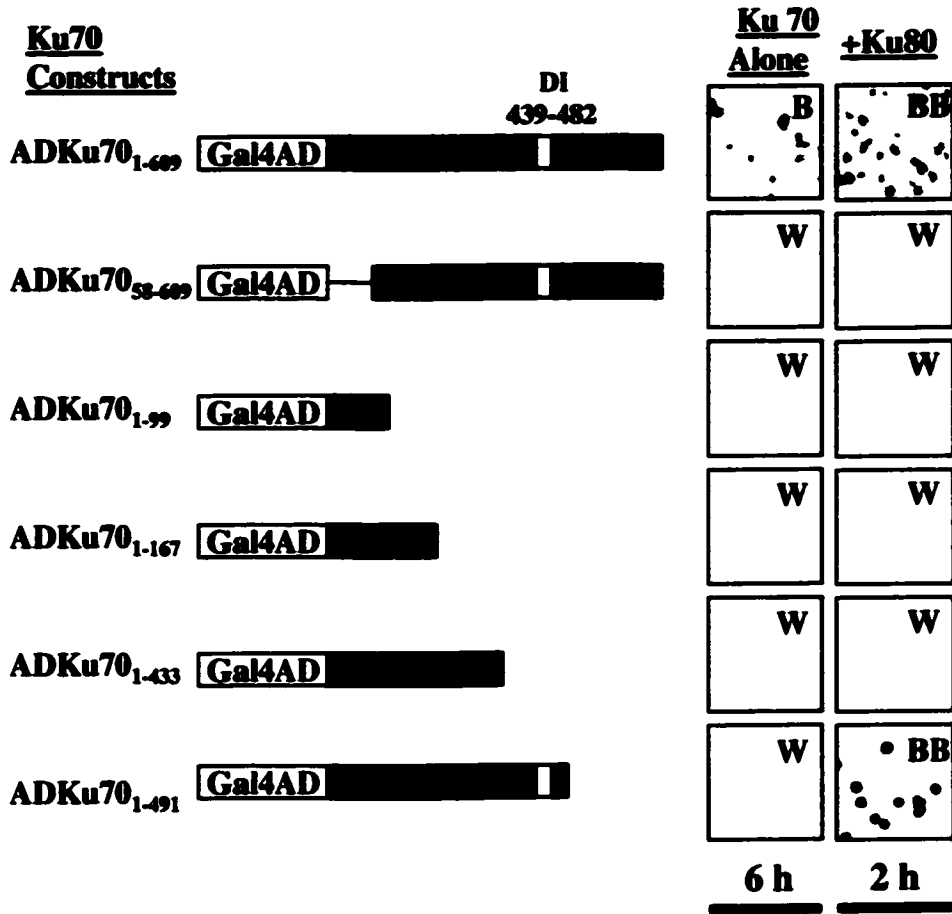 Ku70
Constructs
Ku 70
Alone
+Ku80
DI
439-482
ADKu70₁₋₆₀₉ Gal4AD B BB
ADKu70₅₈₋₆₀₉ Gal4AD W W
ADKu70₁₋₉₉ Gal4AD W W
ADKu70₁₋₁₆₇ Gal4AD W W
ADKu70₁₋₄₃₃ Gal4AD W W
ADKu70₁₋₄₉₁ Gal4AD W BB
6 h 2 h